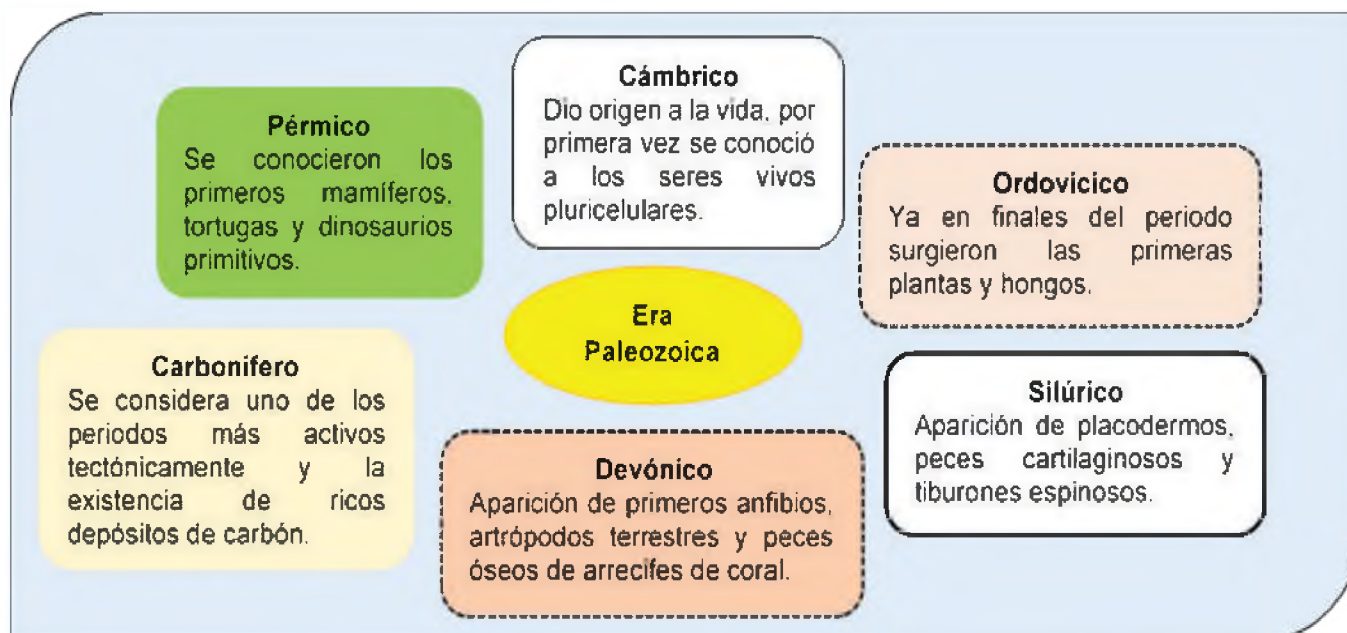 Cámbrico
Dio origen a la vida, por
primera vez se conoció
a los seres vivos
pluricelulares.
Pérmico
Se conocieron los
primeros mamíferos,
tortugas y dinosaurios
primitivos.
Ordovicico
Ya en finales del periodo
surgieron las primeras
plantas y hongos.
Era
Paleozoica
Carbonifero
Se considera uno de los
periodos más activos
tectónicamente y la
existencia de ricos
depósitos de carbón.
Silúrico
Aparición de placodermos,
peces cartilaginosos y
tiburones espinosos.
Devónico
Aparición de primeros anfibios,
artrópodos terrestres y peces
óseos de arrecifes de coral.